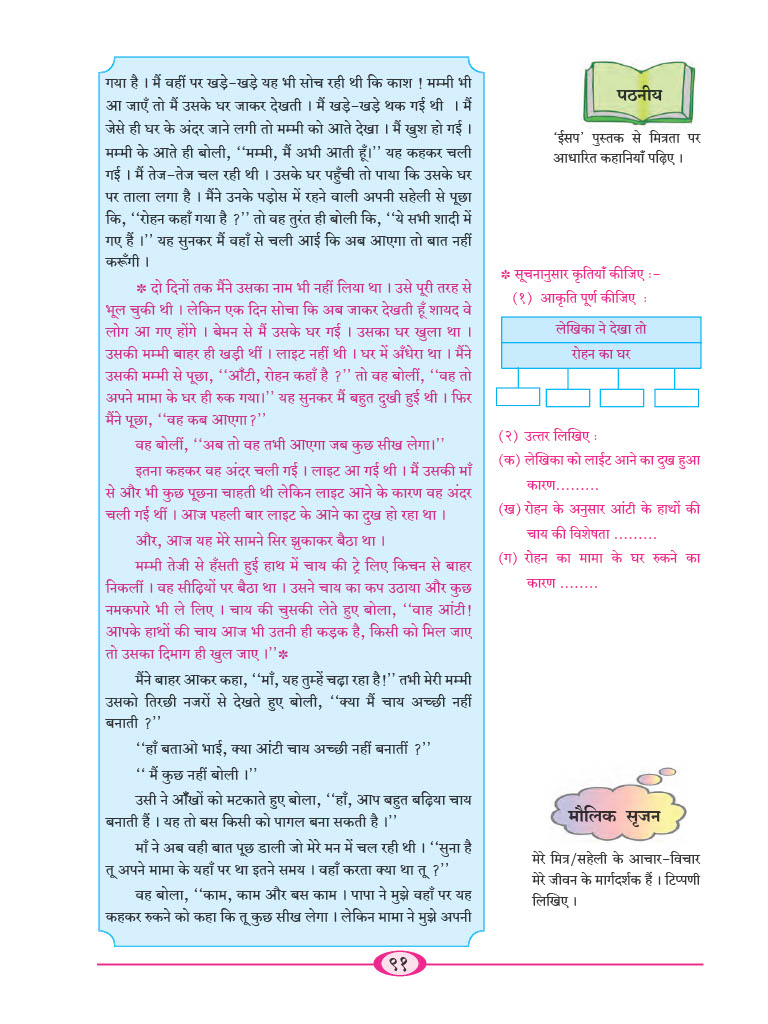 गया है । मैं वहीं पर खड़े-खड़े यह भी सोच रही थी कि काश ! मम्मी भी
आ जाएँ तो मैं उसके घर जाकर देखती । मैं खड़े-खड़े थक गई थी । मैं
जेसे ही घर के अंदर जाने लगी तो मम्मी को आते देखा । मैं खुश हो गई ।
मम्मी के आते ही बोली, ‘‘मम्मी, मैं अभी आती हूँ।’’ यह कहकर चली
गई । मैं तेज-तेज चल रही थी । उसके घर पहुँची तो पाया कि उसके घर
पर ताला लगा है । मैंने उनके पड़ोस में रहने वाली अपनी सहेली से पूछा
कि, ‘‘रोहन कहाँ गया है ?’’ तो वह तुरंत ही बोली कि, ‘‘ये सभी शादी में
गए हैं ।’’ यह सुनकर मैं वहाँ से चली आई कि अब आएगा तो बात नहीं
करूँगी ।
✽ दो दिनों तक मैंने उसका नाम भी नहीं लिया था । उसे पूरी तरह से
भूल चुकी थी । लेकिन एक दिन सोचा कि अब जाकर देखती हूँ शायद वे
लोग आ गए होंगे । बेमन से मैं उसके घर गई । उसका घर खुला था ।
उसकी मम्मी बाहर ही खड़ी थीं । लाइट नहीं थी । घर में अँधेरा था । मैंने
उसकी मम्मी से पूछा, ‘‘आँटी, रोहन कहाँ है ?’’ तो वह बोलीं, ‘‘वह तो
अपने मामा के घर ही रुक गया।’’ यह सुनकर मैं बहुत दुखी हुई थी । फिर
मैंने पूछा, ‘‘वह कब आएगा?’’
वह बोलीं, ‘‘अब तो वह तभी आएगा जब कुछ सीख लेगा।’’
इतना कहकर वह अंदर चली गई । लाइट आ गई थी । मैं उसकी माँ
से और भी कुछ पूछना चाहती थी लेकिन लाइट आने के कारण वह अंदर
चली गई थीं । आज पहली बार लाइट के आने का दुख हो रहा था ।
और, आज यह मेरे सामने सिर झुकाकर बैठा था ।
मम्मी तेजी से हँसती हुई हाथ में चाय की ट्रे लिए किचन से बाहर
निकलीं । वह सीढ़ियों पर बैठा था । उसने चाय का कप उठाया और कुछ
नमकपारे भी ले लिए । चाय की चुसकी लेते हुए बोला, ‘‘वाह आंटी!
आपके हाथों की चाय आज भी उतनी ही कड़क है, किसी को मिल जाए
तो उसका दिमाग ही खुल जाए ।’’✽
मैंने बाहर आकर कहा, ‘‘माँ, यह तुम्हें चढ़ा रहा है!’’ तभी मेरी मम्मी
उसको तिरछी नजरों से देखते हुए बोली, ‘‘क्या मैं चाय अच्छी नहीं
बनाती ?’’
‘‘हाँ बताओ भाई, क्या आंटी चाय अच्छी नहीं बनातीं ?’’
‘‘ मैं कुछ नहीं बोली ।’’
उसी ने आँखों को मटकाते हुए बोला, ‘‘हाँ, आप बहुत बढ़िया चाय
बनाती हैं । यह तो बस किसी को पागल बना सकती है ।’’
माँ ने अब वही बात पूछ डाली जो मेरे मन में चल रही थी । ‘‘सुना है
तू अपने मामा के यहाँ पर था इतने समय । वहाँ करता क्या था तू ?’’
वह बोला, ‘‘काम, काम और बस काम । पापा ने मुझे वहाँ पर यह
कहकर रुकने को कहा कि तू कुछ सीख लेगा । लेकिन मामा ने मुझे अपनी
पठनीय
‘ईसप’ पुस्तक से मित्रता पर
आधारित कहानियाँ पढ़िए ।
✽ सूचनानुसार कृतियाँ कीजिए :-
(१) आकृति पूर्ण कीजिए :
लेखिका ने देखा तो
रोहन का घर
(२) उत्तर लिखिए :
(क) लेखिका को लाईट आने का दुख हुआ
कारण.........
(ख) रोहन के अनुसार आंटी के हाथों की
चाय की विशेषता .........
(ग) रोहन का मामा के घर रुकने का
कारण ........
मौलिक सृजन
मेरे मित्र/सहेली के आचार-विचार
मेरे जीवन के मार्गदर्शक हैं । टिप्पणी
लिखिए ।
९१